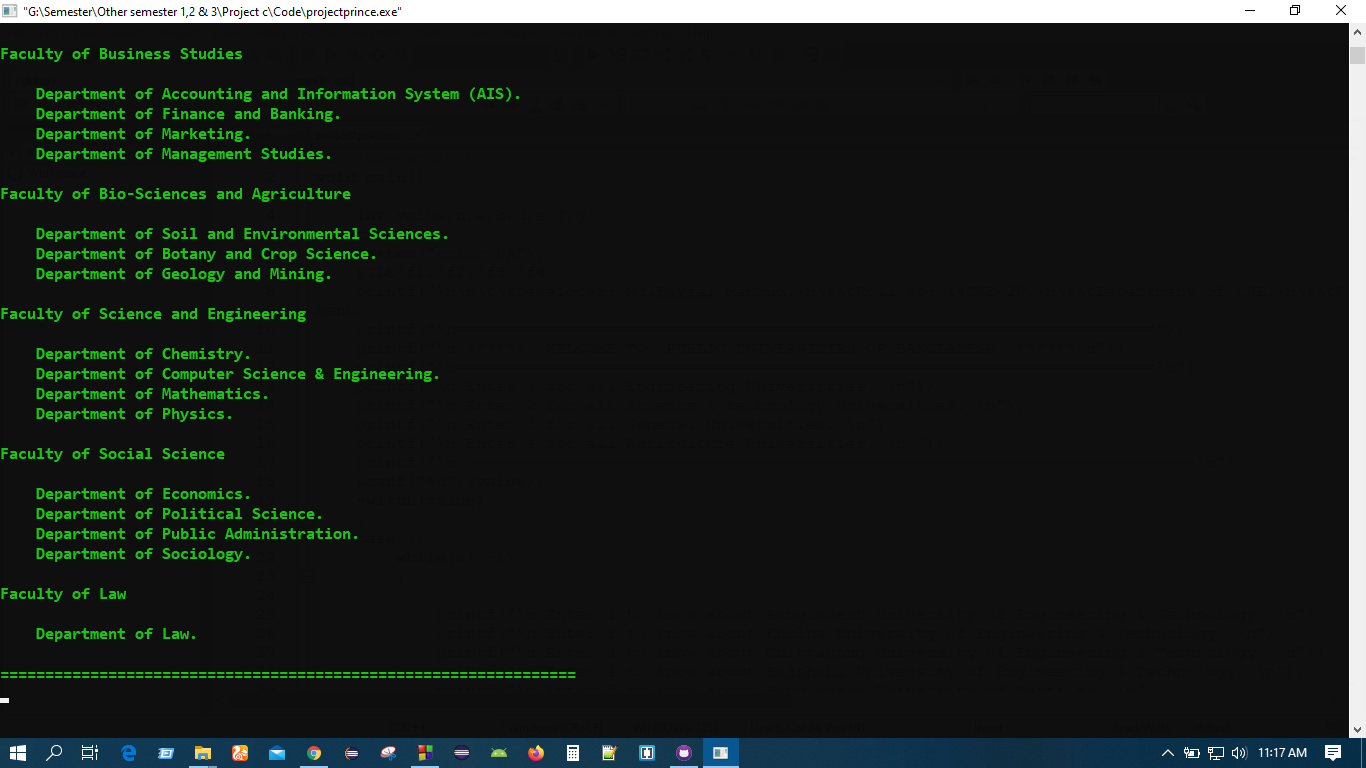 "G:\Semester\Other semester 1,2 & 3\Project c\Code\projectprince.exe"
Faculty of Business Studies
Department of Accounting and Information System (AIS).
Department of Finance and Banking.
Department of Marketing.
Department of Management Studies.
Faculty of Bio-Sciences and Agriculture
Department of Soil and Environmental Sciences.
Department of Botany and Crop Science.
Department of Geology and Mining.
Faculty of Science and Engineering
Department of Chemistry.
Department of Computer Science & Engineering.
Department of Mathematics.
Department of Physics.
Faculty of Social Science
Department of Economics.
Department of Political Science.
Department of Public Administration.
Department of Sociology.
Faculty of Law
Department of Law.
================================================================
11:17 AM